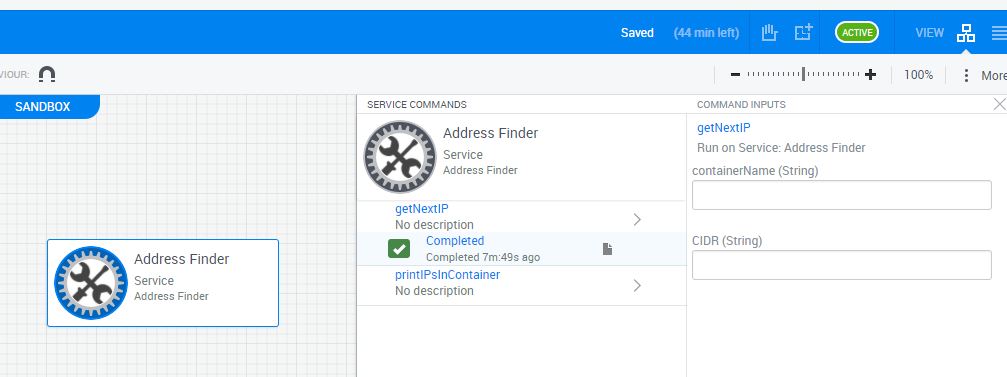 Saved (44 min left) ACTIVE VIEW
VIOUR: 100% More
SANDBOX
SERVICE COMMANDS
Address Finder
Service
Address Finder
getNextIP
No description
Completed
Completed 7m:49s ago
printIPsInContainer
No description
COMMAND INPUTS
getNextIP
Run on Service: Address Finder
containerName (String)
CIDR (String)
Address Finder
Service
Address Finder